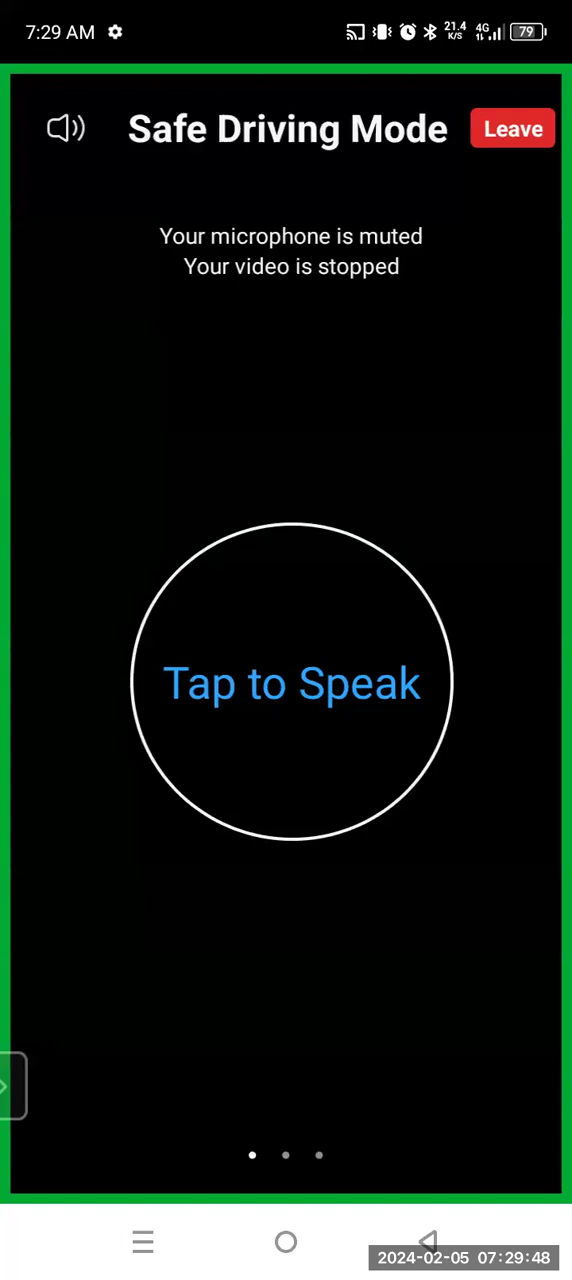 7:29 AM
21.4
K/S
4G
79
Safe Driving Mode
Leave
Your microphone is muted
Your video is stopped
Tap to Speak
2024-02-05 07:29:48